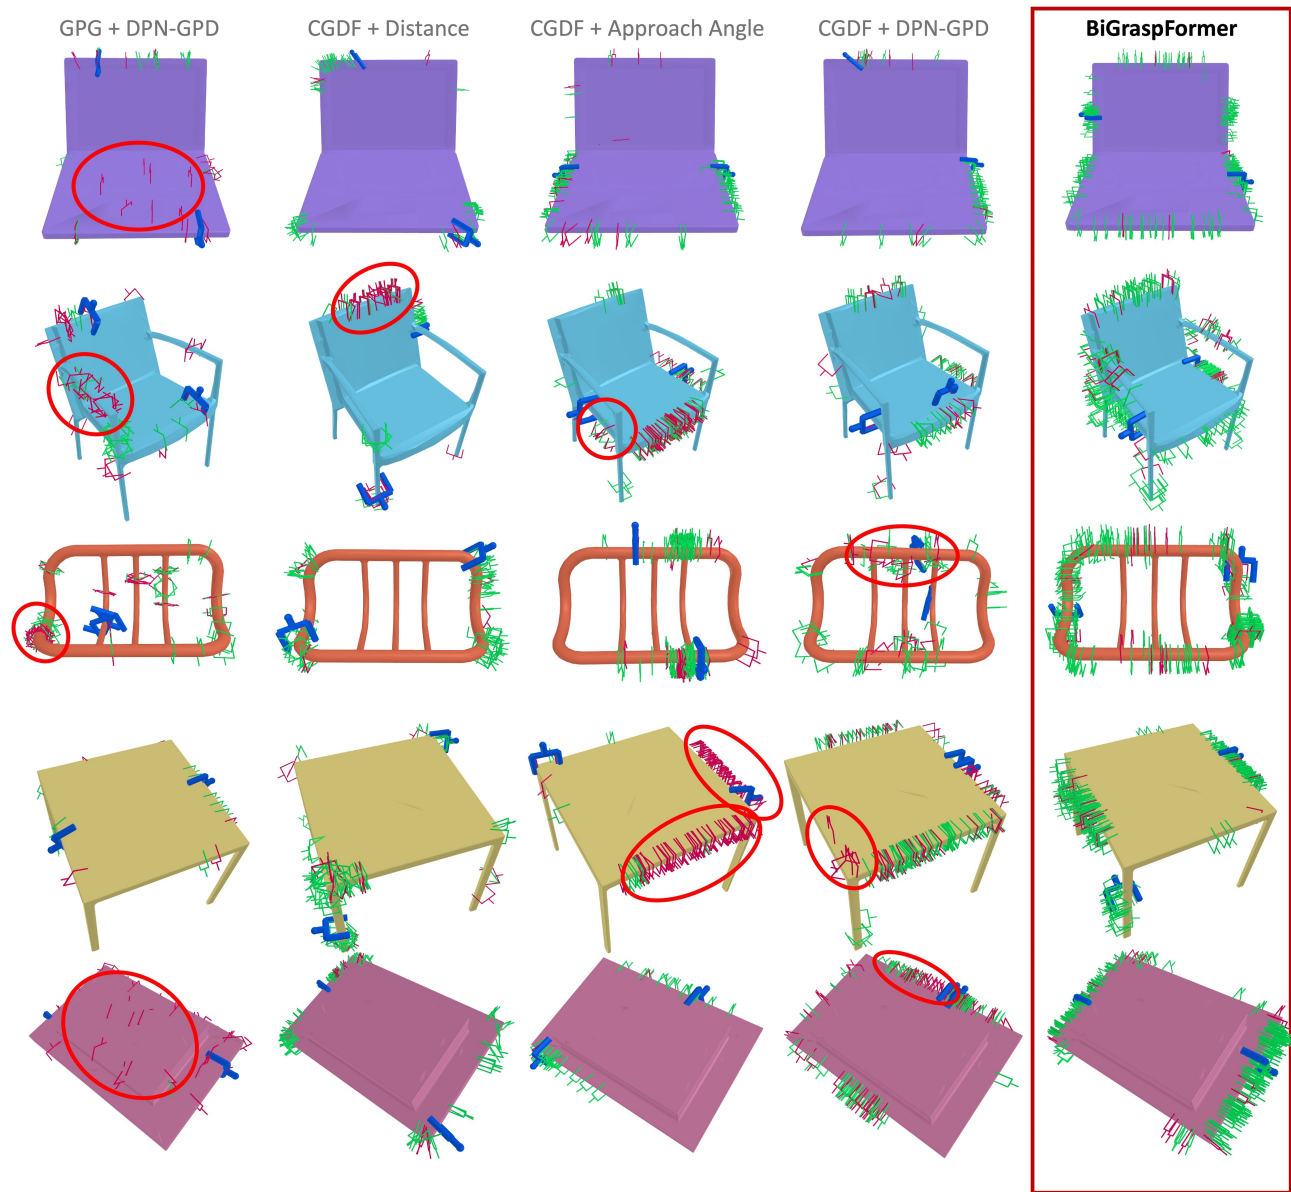 GPG + DPN-GPD
CGDF + Distance
CGDF + Approach Angle
CGDF + DPN-GPD
BiGraspFormer